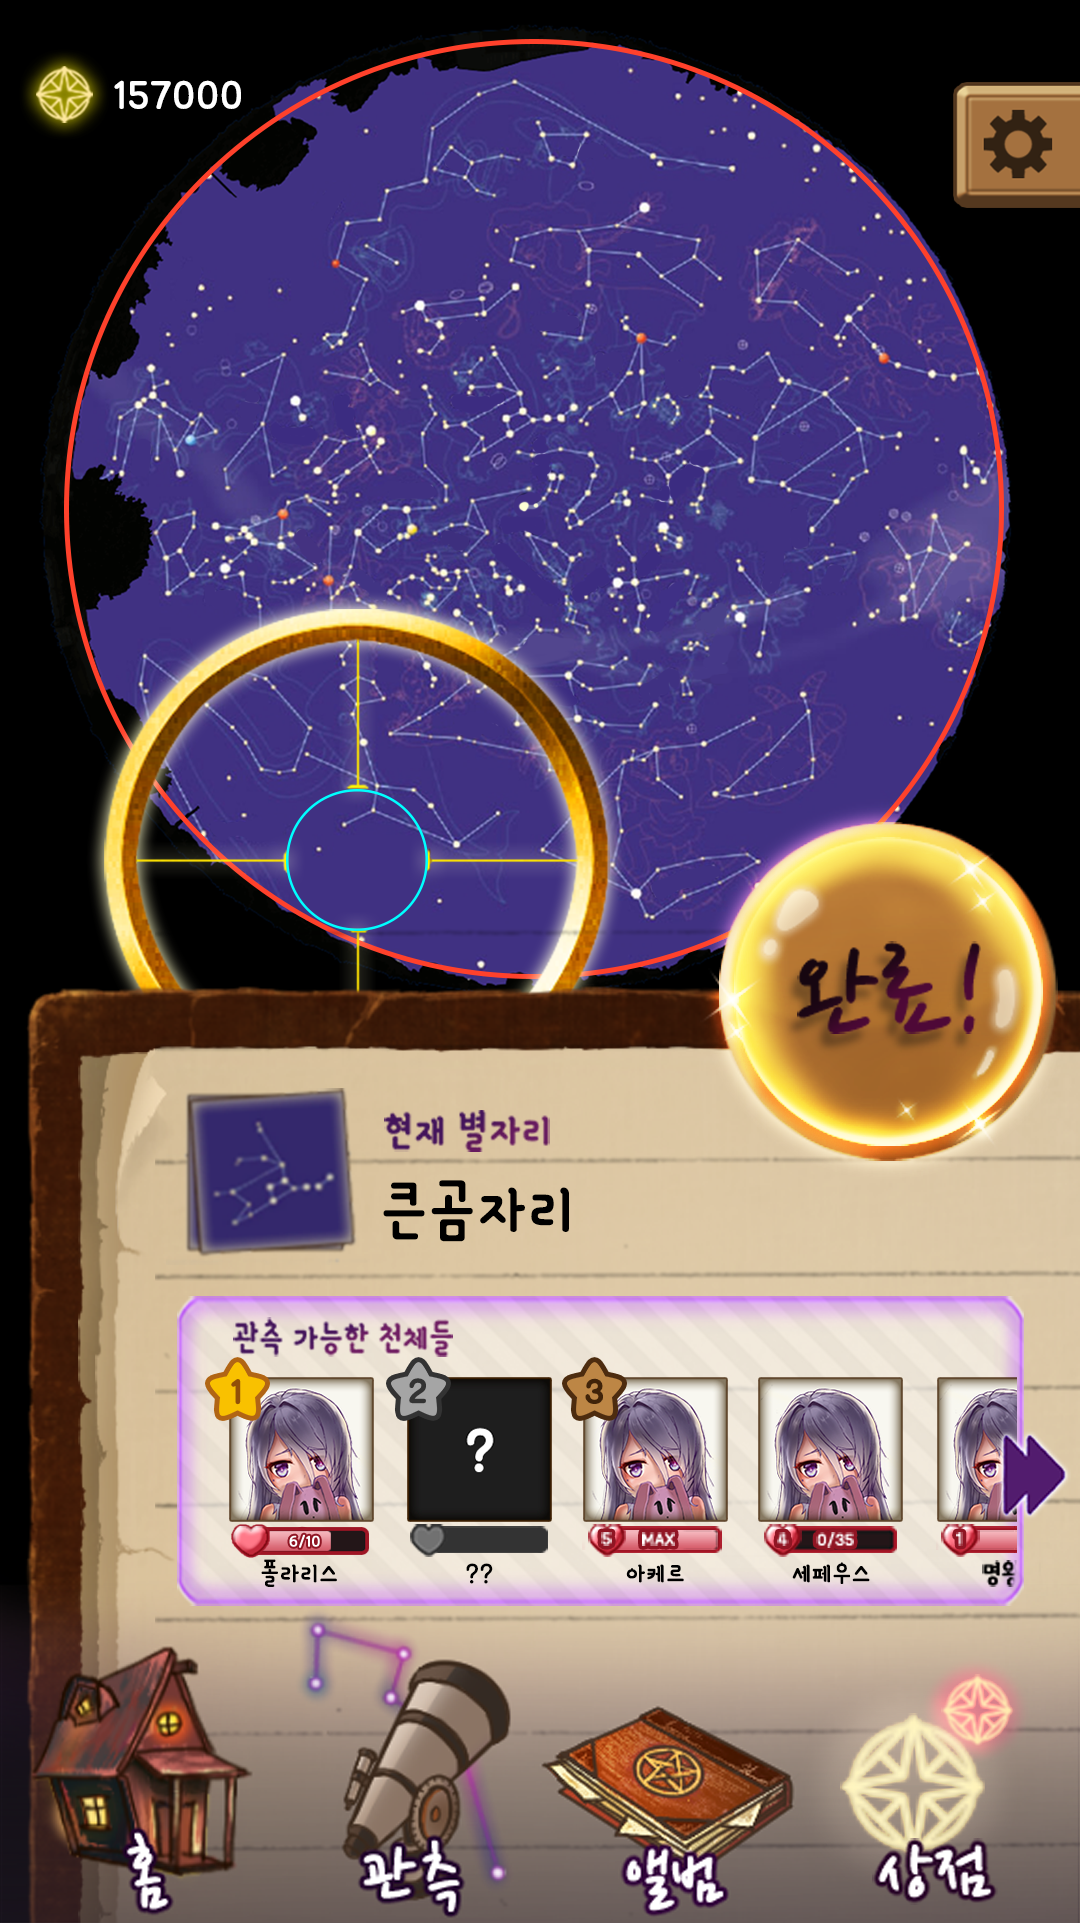 157000
완료!
현재 별자리
큰곰자리
관측 가능한 천체들
1 2 3
?
6/10 5 MAX 4 0/35 1
폴라리스 ?? 아케르 세페우스
홈 관측 앨범 상점